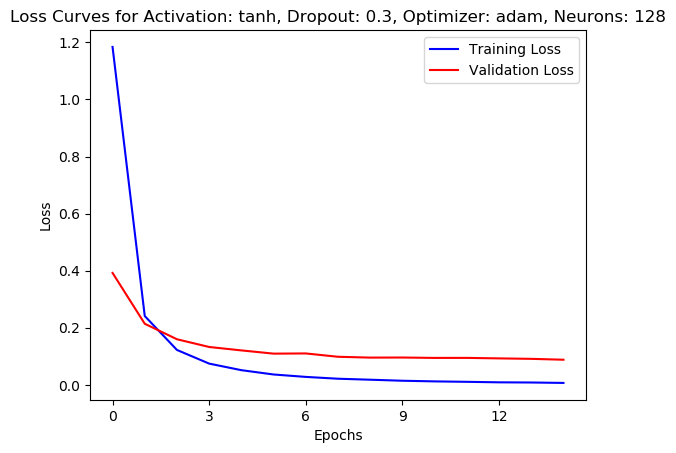 Loss Curves for Activation: tanh, Dropout: 0.3, Optimizer: adam, Neurons: 128
Training Loss
Validation Loss
1.2
1.0
0.8
0.6
0.4
0.2
0.0
Loss
0 3 6 9 12
Epochs